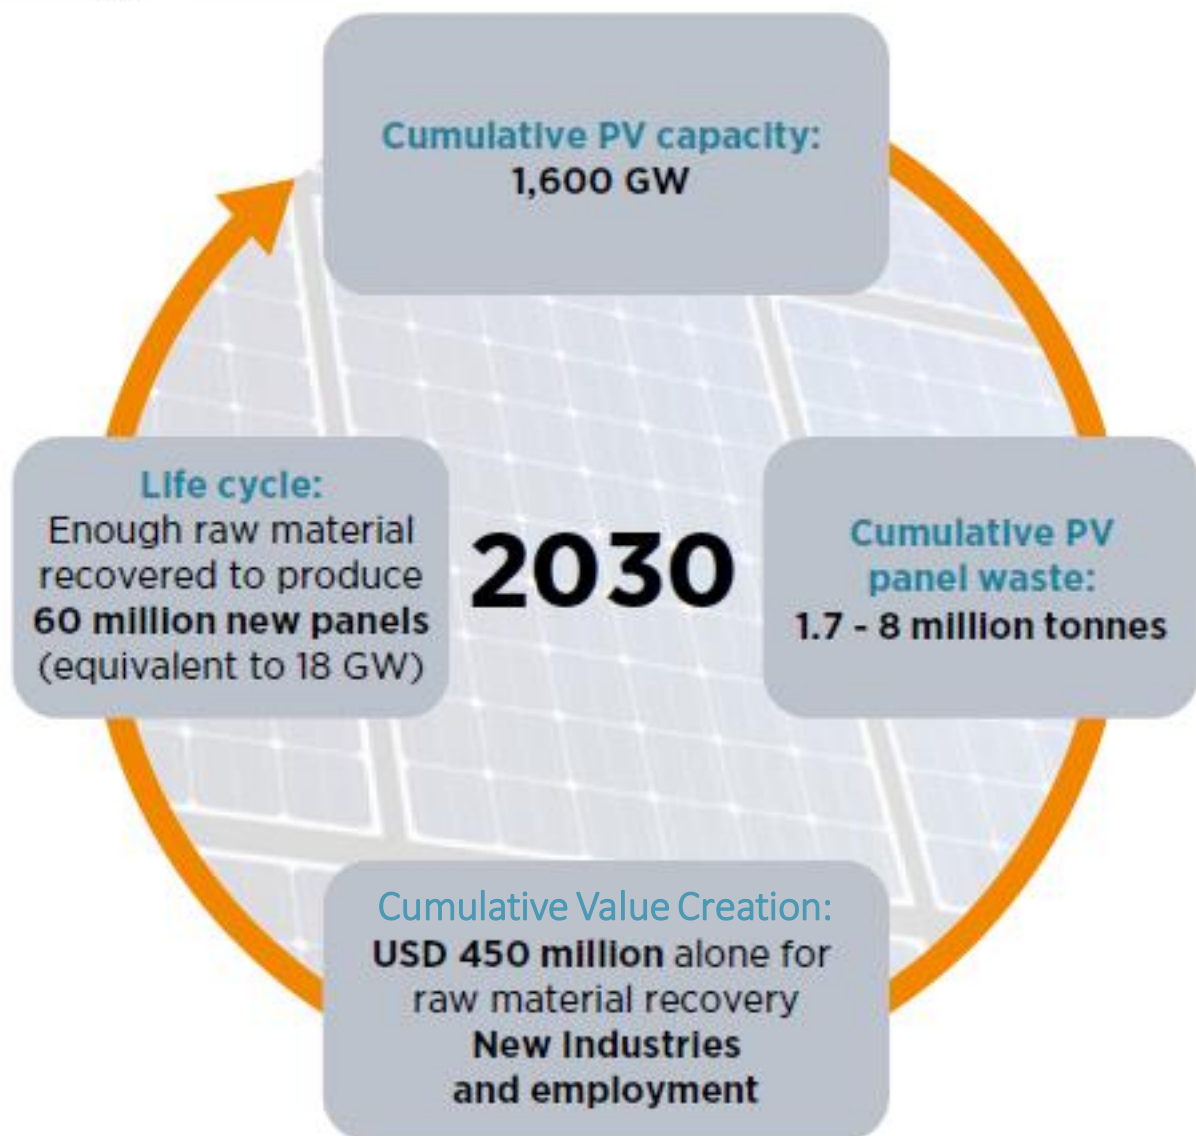 Cumulative PV capacity:
1,600 GW
Life cycle:
Enough raw material
recovered to produce
60 million new panels
(equivalent to 18 GW)
2030
Cumulative PV
panel waste:
1.7 - 8 million tonnes
Cumulative Value Creation:
USD 450 million alone for
raw material recovery
New Industries
and employment